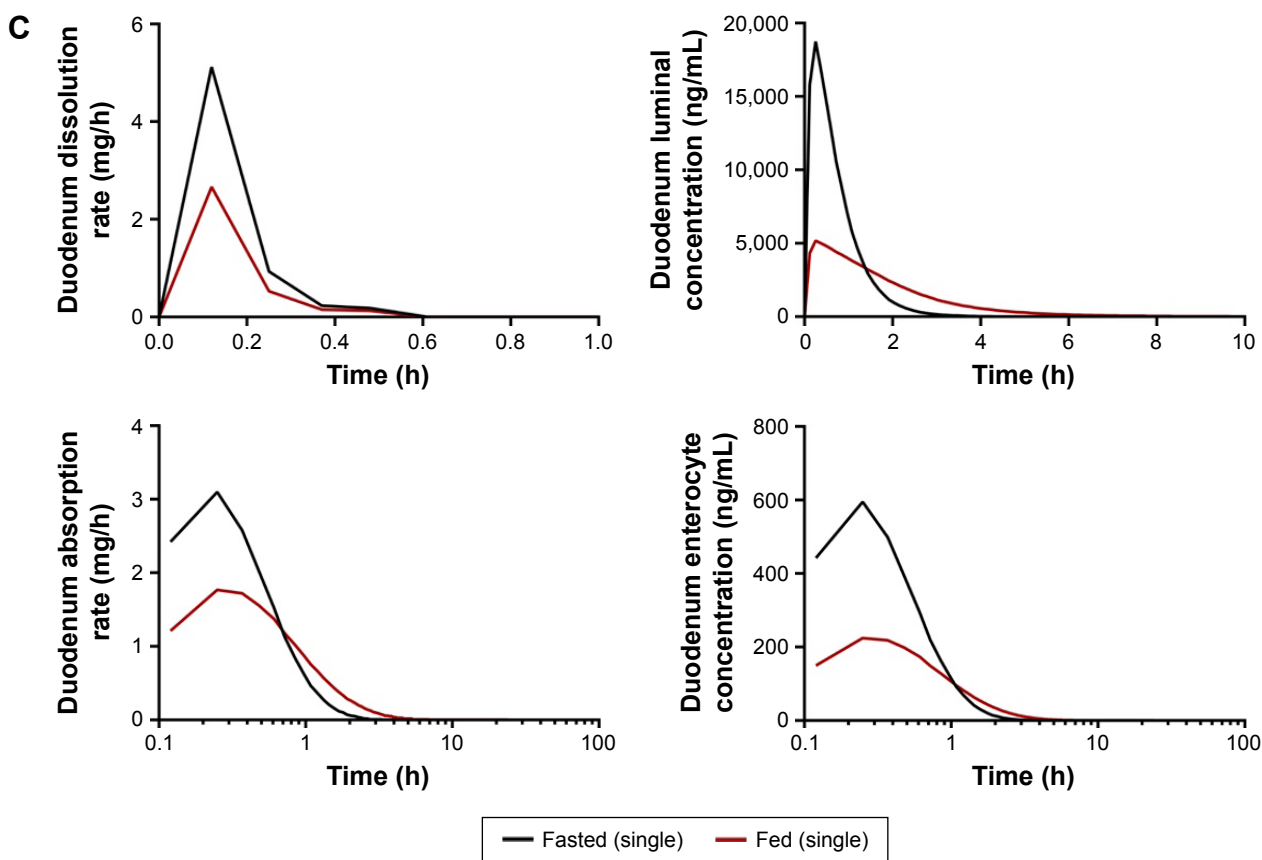 C
Duodenum dissolution
rate (mg/h)
6
4
2
0
0.0 0.2 0.4 0.6 0.8 1.0
Time (h)
Duodenum luminal
concentration (ng/mL)
20,000
15,000
10,000
5,000
0
0 2 4 6 8 10
Time (h)
Duodenum absorption
rate (mg/h)
4
3
2
1
0
0.1 1 10 100
Time (h)
Duodenum enterocyte
concentration (ng/mL)
800
600
400
200
0
0.1 1 10 100
Time (h)
Fasted (single) Fed (single)